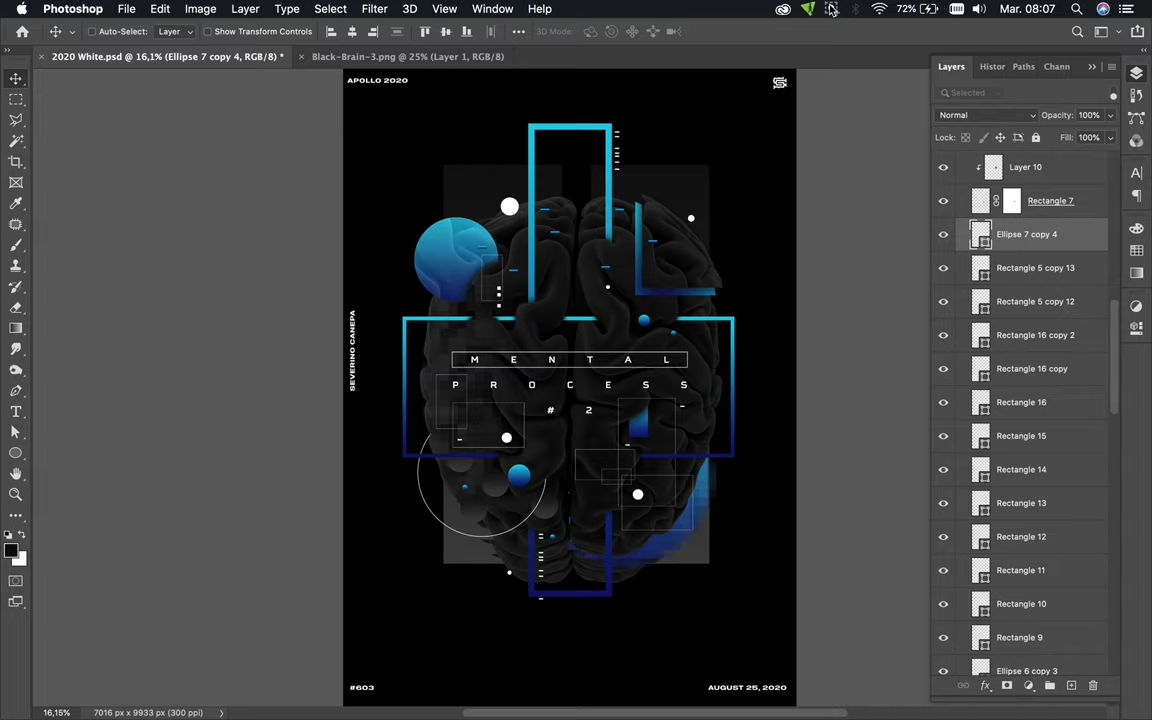 Photoshop File Edit Image Layer Type Select Filter 3D View Window Help 72% Mar. 08:07
Auto-Select: Layer Show Transform Controls 3D Mode:
2020 White.psd @ 16,1% (Ellipse 7 copy 4, RGB/8) * Black-Brain-3.png @ 25% (Layer 1, RGB/8)
Layers Histor Paths Chann
Selected
Normal Opacity: 100%
Lock: Fill: 100%
Layer 10
Rectangle 7
Ellipse 7 copy 4
Rectangle 5 copy 13
Rectangle 5 copy 12
Rectangle 16 copy 2
Rectangle 16 copy
Rectangle 16
Rectangle 15
Rectangle 14
Rectangle 13
Rectangle 12
Rectangle 11
Rectangle 10
Rectangle 9
Ellipse 6 copy 3
APOLLO 2020
SEVERINO CANEPA
MENTAL
PROCESS
#2
#603 AUGUST 25, 2020
16,15% 7016 px x 9933 px (300 ppi)